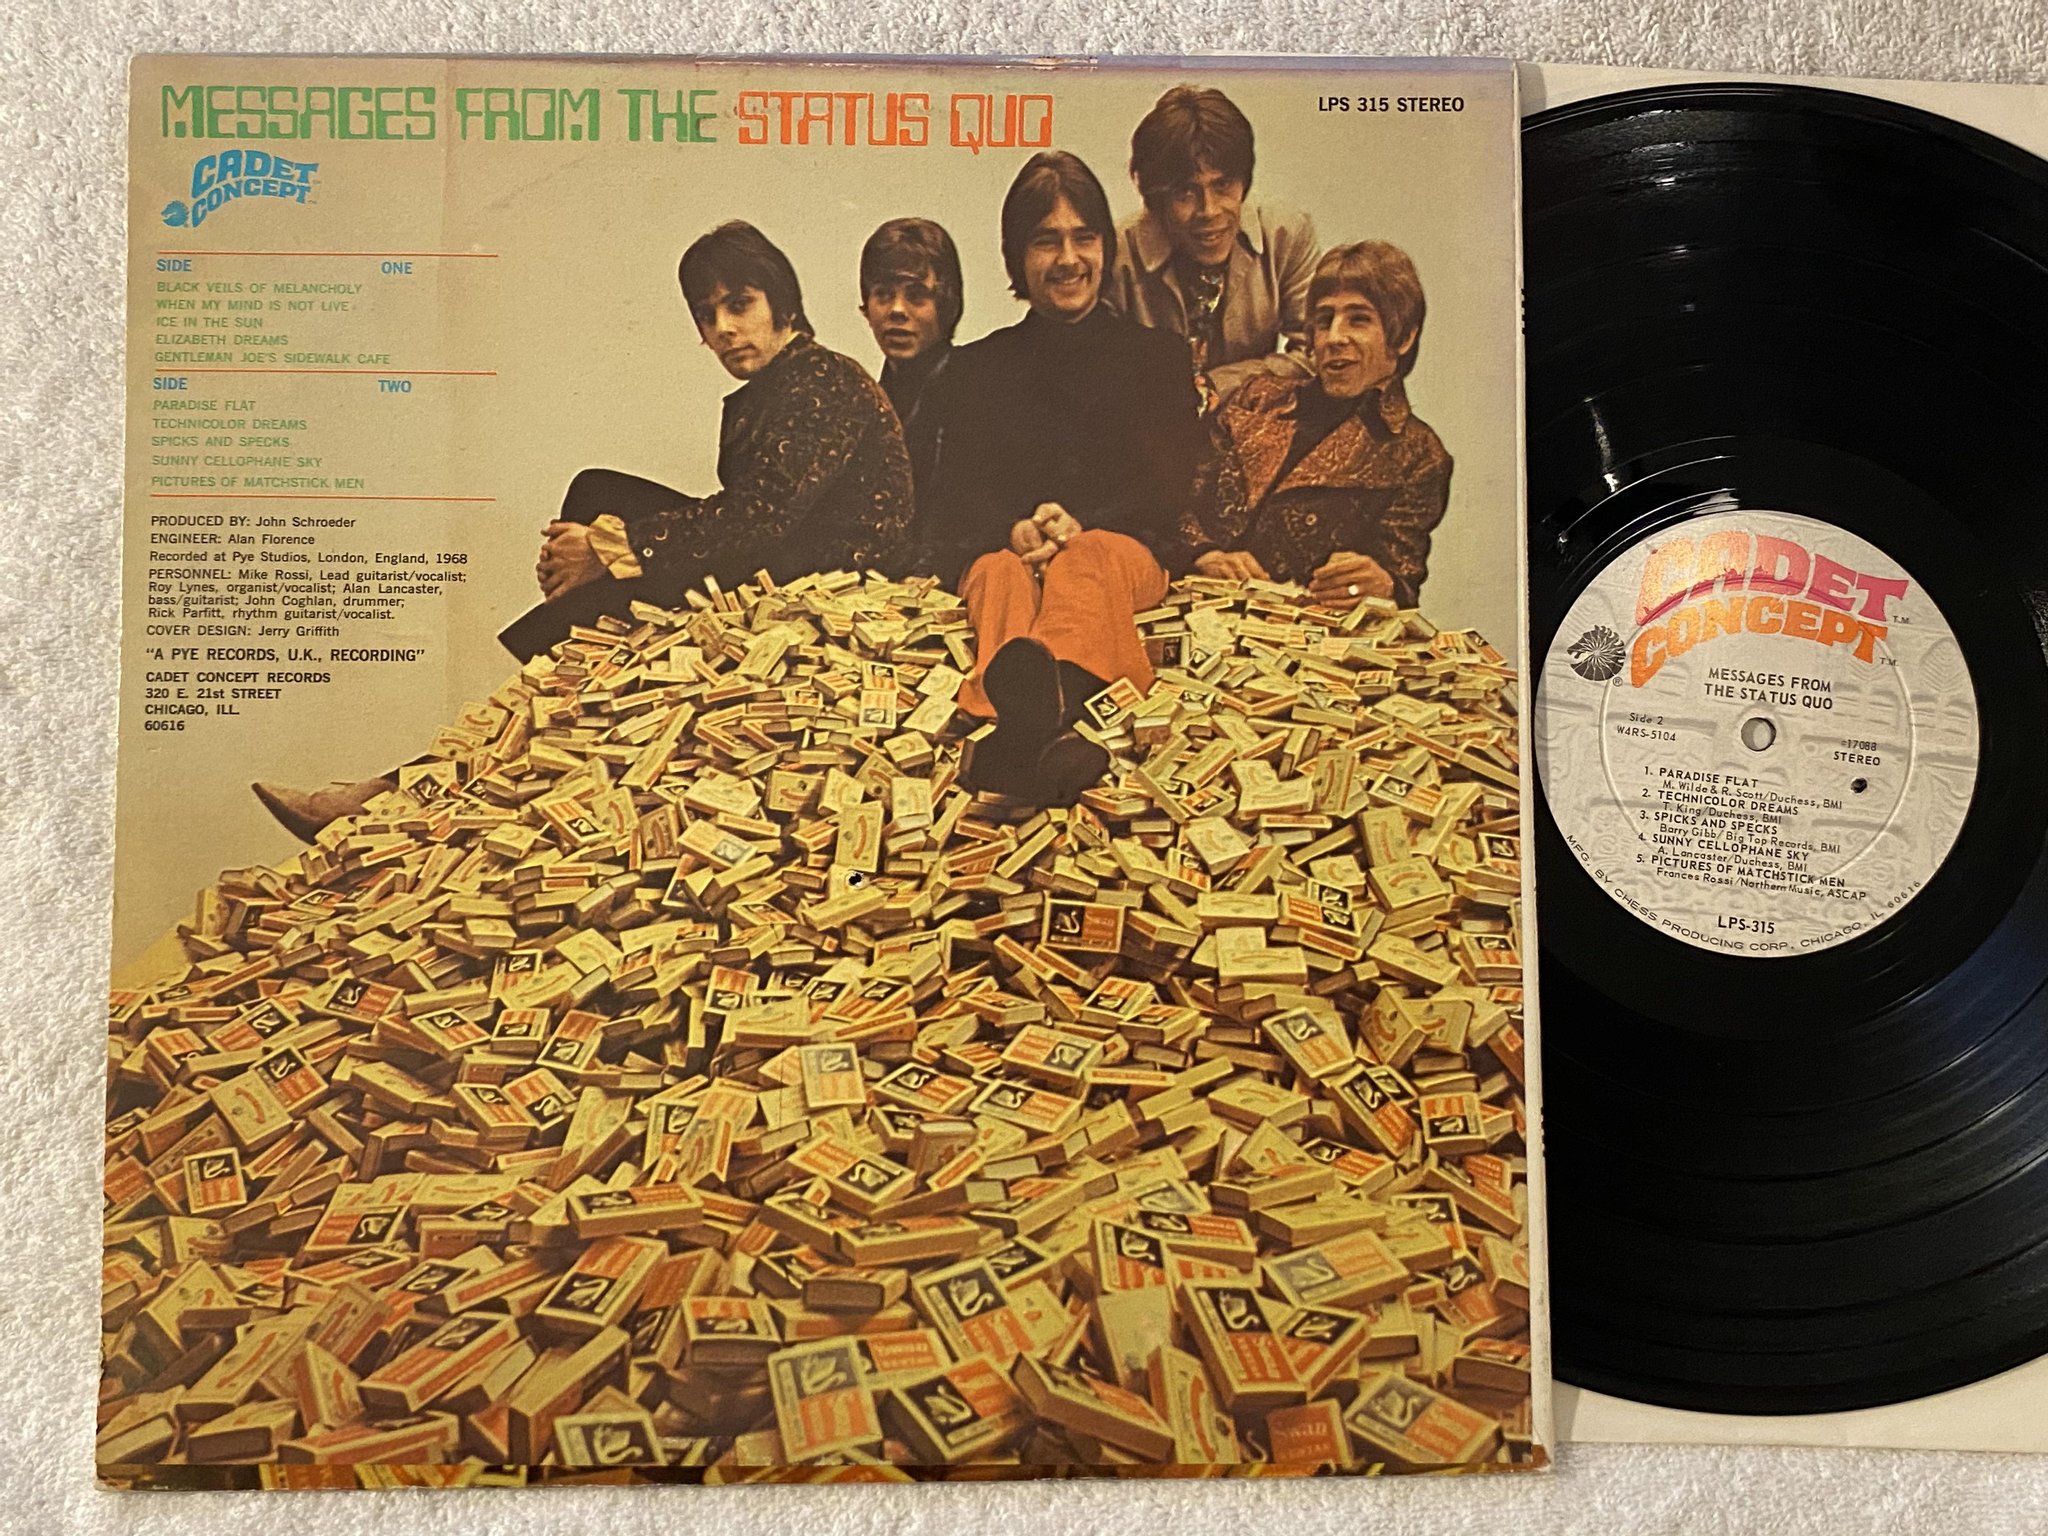 MESSAGES FROM THE STATUS QUO
LPS 315 STEREO
CADET
CONCEPT
SIDE ONE
BLACK VEILS OF MELANCHOLY
WHEN MY MIND IS NOT LIVE
ICE IN THE SUN
ELIZABETH DREAMS
GENTLEMAN JOE'S SIDEWALK CAFE
SIDE TWO
PARADISE FLAT
TECHNICOLOR DREAMS
SPICKS AND SPECKS
SUNNY CELLOPHANE SKY
PICTURES OF MATCHSTICK MEN
PRODUCED BY: John Schroeder
ENGINEER: Alan Florence
Recorded at Pye Studios, London, England, 1968
PERSONNEL: Mike Rossi, Lead guitarist/vocalist;
Roy Lynes, organist/vocalist; Alan Lancaster,
bass/guitarist; John Coghlan, drummer;
Rick Parfitt, rhythm guitarist/vocalist.
COVER DESIGN: Jerry Griffith
"A PYE RECORDS, U.K., RECORDING"
CADET CONCEPT RECORDS
320 E. 21st STREET
CHICAGO, ILL.
60616
Swan
CADET T.M.
CONCEPT T.M.
®
MESSAGES FROM
THE STATUS QUO
Side 2
W4RS-5104
#17088
STEREO
1. PARADISE FLAT
M. Wilde & R. Scott/Duchess, BMI
2. TECHNICOLOR DREAMS
T. King/Duchess, BMI
3. SPICKS AND SPECKS
Barry Gibb/Big Top Records, BMI
4. SUNNY CELLOPHANE SKY
A. Lancaster/Duchess, BMI
5. PICTURES OF MATCHSTICK MEN
Frances Rossi/Northern Music, ASCAP
LPS-315
MFG. BY CHESS PRODUCING CORP. CHICAGO, IL 60616